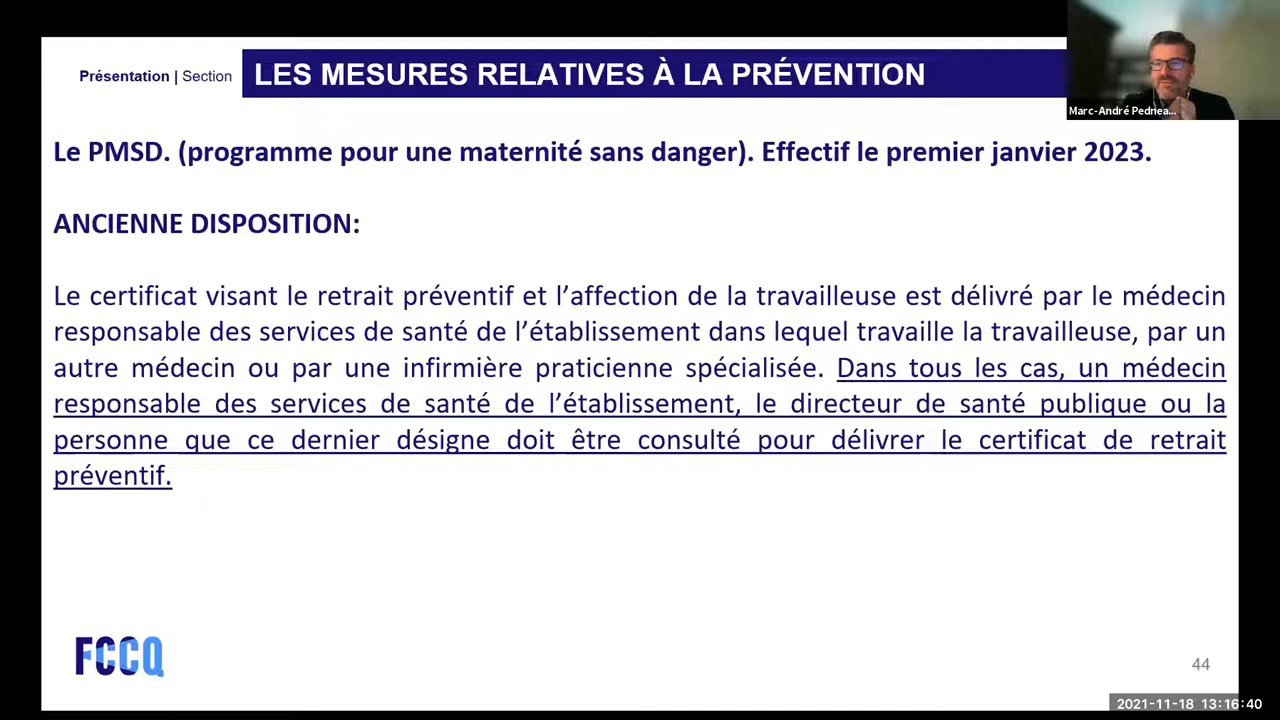 Présentation | Section
LES MESURES RELATIVES À LA PRÉVENTION
Marc-André Pednea...
Le PMSD. (programme pour une maternité sans danger). Effectif le premier janvier 2023.
ANCIENNE DISPOSITION:
Le certificat visant le retrait préventif et l’affection de la travailleuse est délivré par le médecin
responsable des services de santé de l’établissement dans lequel travaille la travailleuse, par un
autre médecin ou par une infirmière praticienne spécialisée. Dans tous les cas, un médecin
responsable des services de santé de l’établissement, le directeur de santé publique ou la
personne que ce dernier désigne doit être consulté pour délivrer le certificat de retrait
préventif.
FCCQ
44
2021-11-18 13:16:40